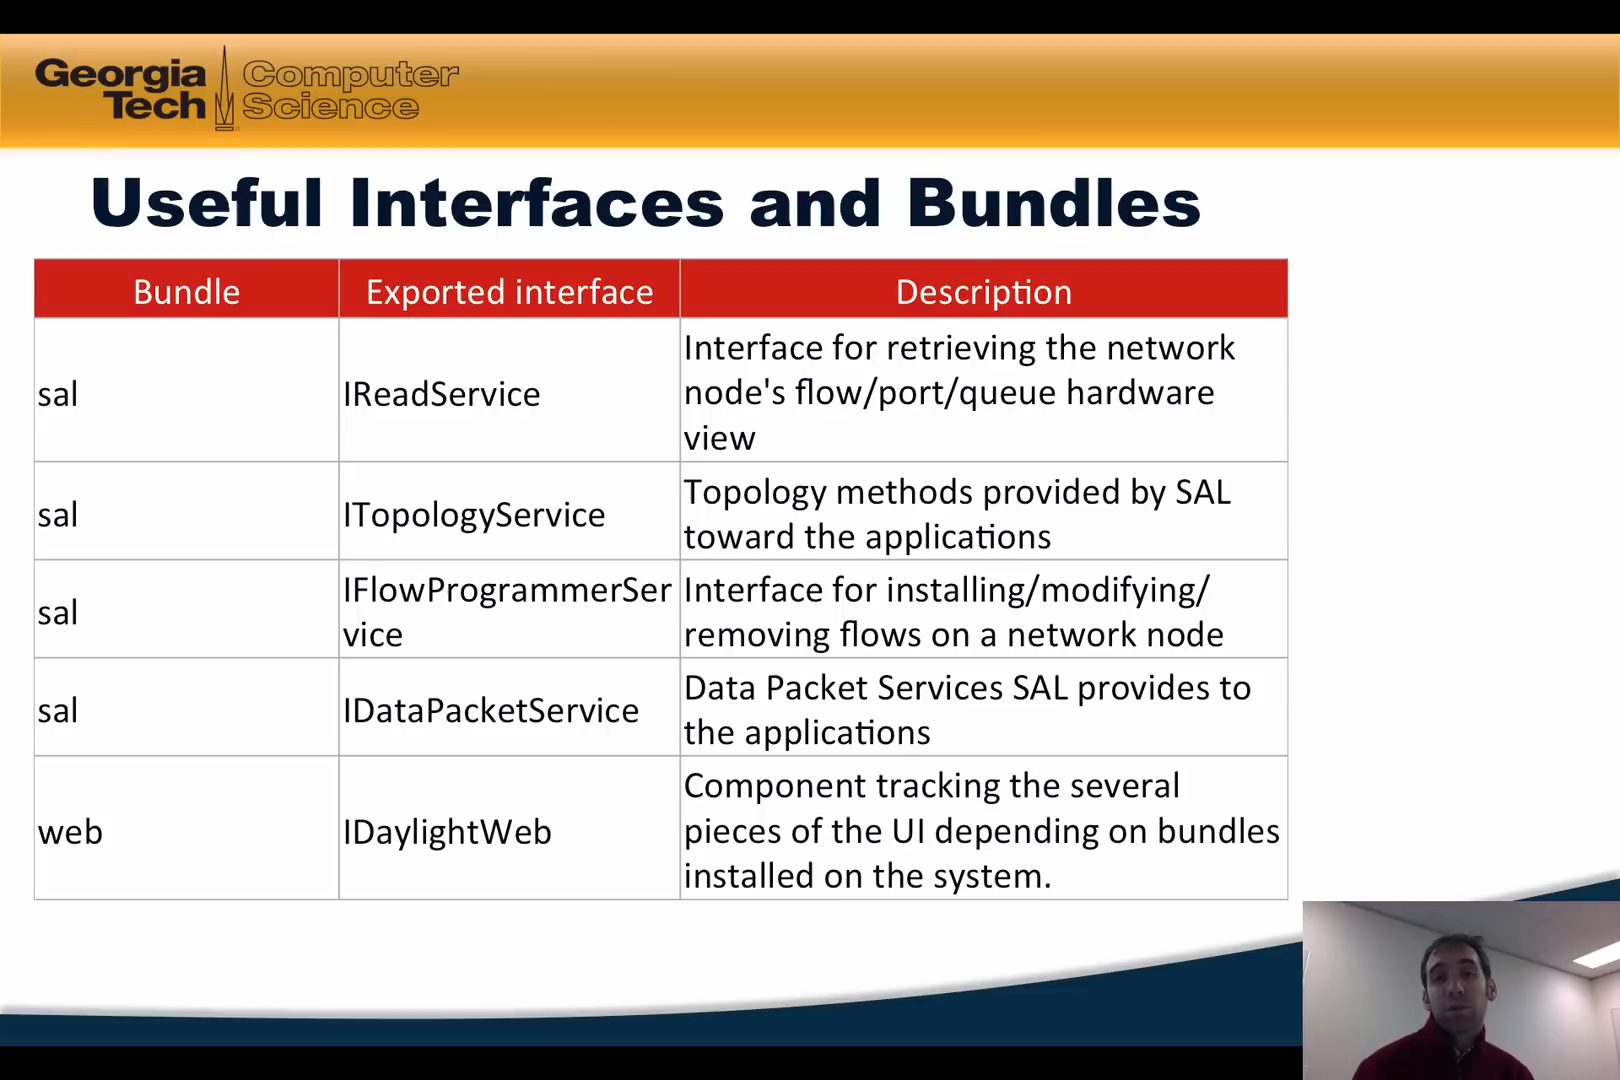 Georgia
Tech
Computer
Science
Useful Interfaces and Bundles
Bundle
Exported interface
Description
sal
IReadService
Interface for retrieving the network
node's flow/port/queue hardware
view
sal
ITopologyService
Topology methods provided by SAL
toward the applications
sal
IFlowProgrammerSer
vice
Interface for installing/modifying/
removing flows on a network node
sal
IDataPacketService
Data Packet Services SAL provides to
the applications
web
IDaylightWeb
Component tracking the several
pieces of the UI depending on bundles
installed on the system.